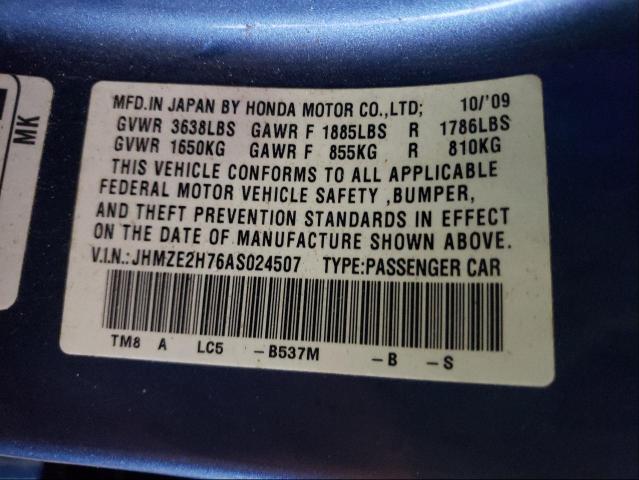 MFD.IN JAPAN BY HONDA MOTOR CO.,LTD; 10/'09
GVWR 3638LBS GAWR F 1885LBS R 1786LBS
GVWR 1650KG GAWR F 855KG R 810KG
THIS VEHICLE CONFORMS TO ALL APPLICABLE
FEDERAL MOTOR VEHICLE SAFETY ,BUMPER,
AND THEFT PREVENTION STANDARDS IN EFFECT
ON THE DATE OF MANUFACTURE SHOWN ABOVE.
V.I.N.:JHMZE2H76AS024507 TYPE:PASSENGER CAR
TM8 A LC5 -B537M -B -S
MK